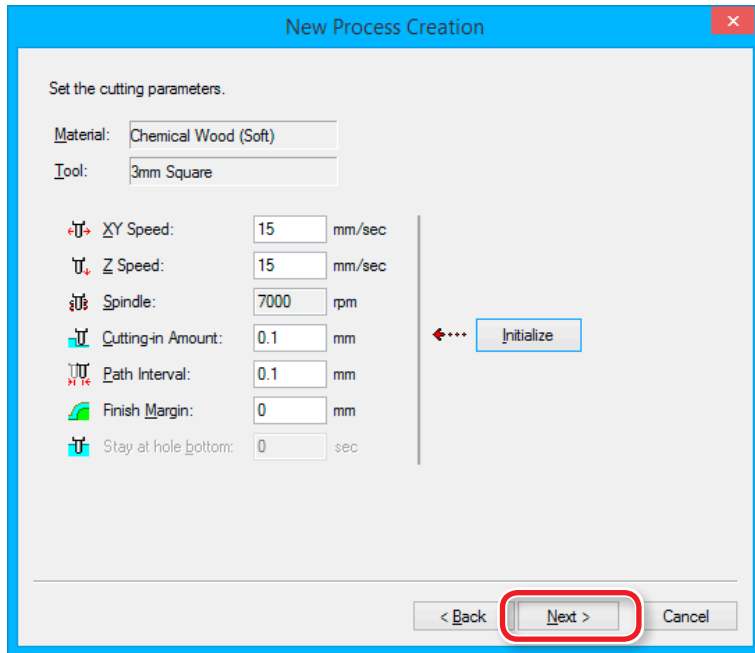 New Process Creation
Set the cutting parameters.
Material: Chemical Wood (Soft)
Tool: 3mm Square
XY Speed: 15 mm/sec
Z Speed: 15 mm/sec
Spindle: 7000 rpm
Cutting-in Amount: 0.1 mm
Initialize
Path Interval: 0.1 mm
Finish Margin: 0 mm
Stay at hole bottom: 0 sec
< Back Next > Cancel